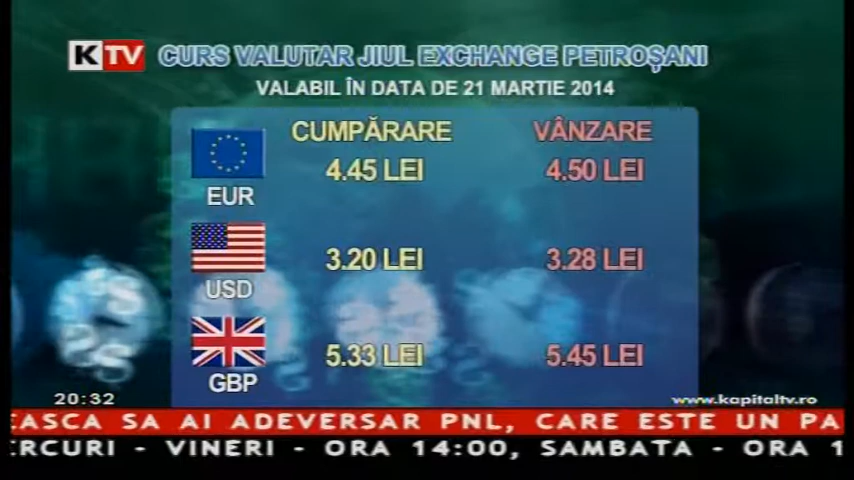 KTV CURS VALUTAR JIUL EXCHANGE PETROȘANI
VALABIL ÎN DATA DE 21 MARTIE 2014
CUMPĂRARE VÂNZARE
4.45 LEI 4.50 LEI
EUR
3.20 LEI 3.28 LEI
USD
5.33 LEI 5.45 LEI
GBP
20:32 www.kapitaltv.ro
EASCA SA AI ADEVERSAR PNL, CARE ESTE UN PA
ERCURI - VINERI - ORA 14:00, SAMBATA - ORA 1